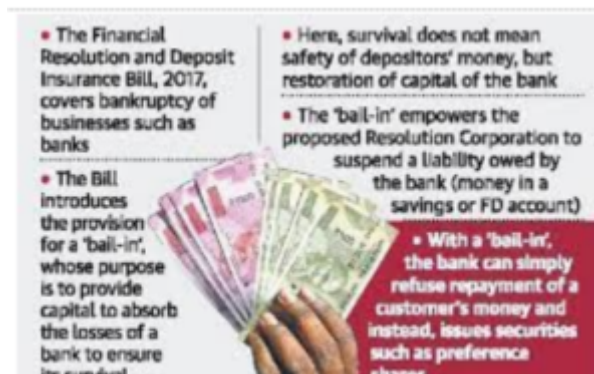 • The Financial
Resolution and Deposit
Insurance Bill, 2017,
covers bankruptcy of
businesses such as
banks
• The Bill
introduces
the provision
for a 'bail-in',
whose purpose
is to provide
capital to absorb
the losses of a
bank to ensure
its survival
• Here, survival does not mean
safety of depositors' money, but
restoration of capital of the bank
• The 'bail-in' empowers the
proposed Resolution Corporation to
suspend a liability owed by
the bank (money in a
savings or FD account)
• With a 'bail-in',
the bank can simply
refuse repayment of a
customer's money and
instead, issues securities
such as preference
shares